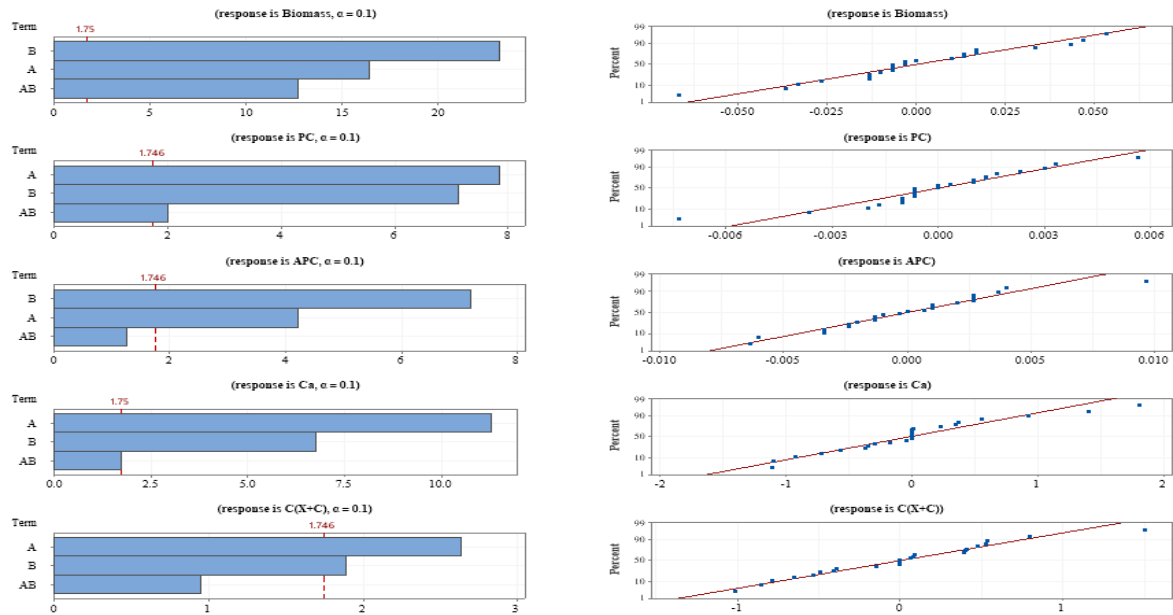 (response is Biomass, α = 0.1)
Term
1.75
B
A
AB
0 5 10 15 20
(response is Biomass)
Percent
99
90
50
10
1
-0.050 -0.025 0.000 0.025 0.050
(response is PC, α = 0.1)
Term
1.746
A
B
AB
0 2 4 6 8
(response is PC)
Percent
99
90
50
10
1
-0.006 -0.003 0.000 0.003 0.006
(response is APC, α = 0.1)
Term
1.746
B
A
AB
0 2 4 6 8
(response is APC)
Percent
99
90
50
10
1
-0.010 -0.005 0.000 0.005 0.010
(response is Ca, α = 0.1)
Term
1.75
A
B
AB
0.0 2.5 5.0 7.5 10.0
(response is Ca)
Percent
99
90
50
10
1
-2 -1 0 1 2
(response is C(X+C), α = 0.1)
Term
1.746
A
B
AB
0 1 2 3
(response is C(X+C))
Percent
99
90
50
10
1
-1 0 1